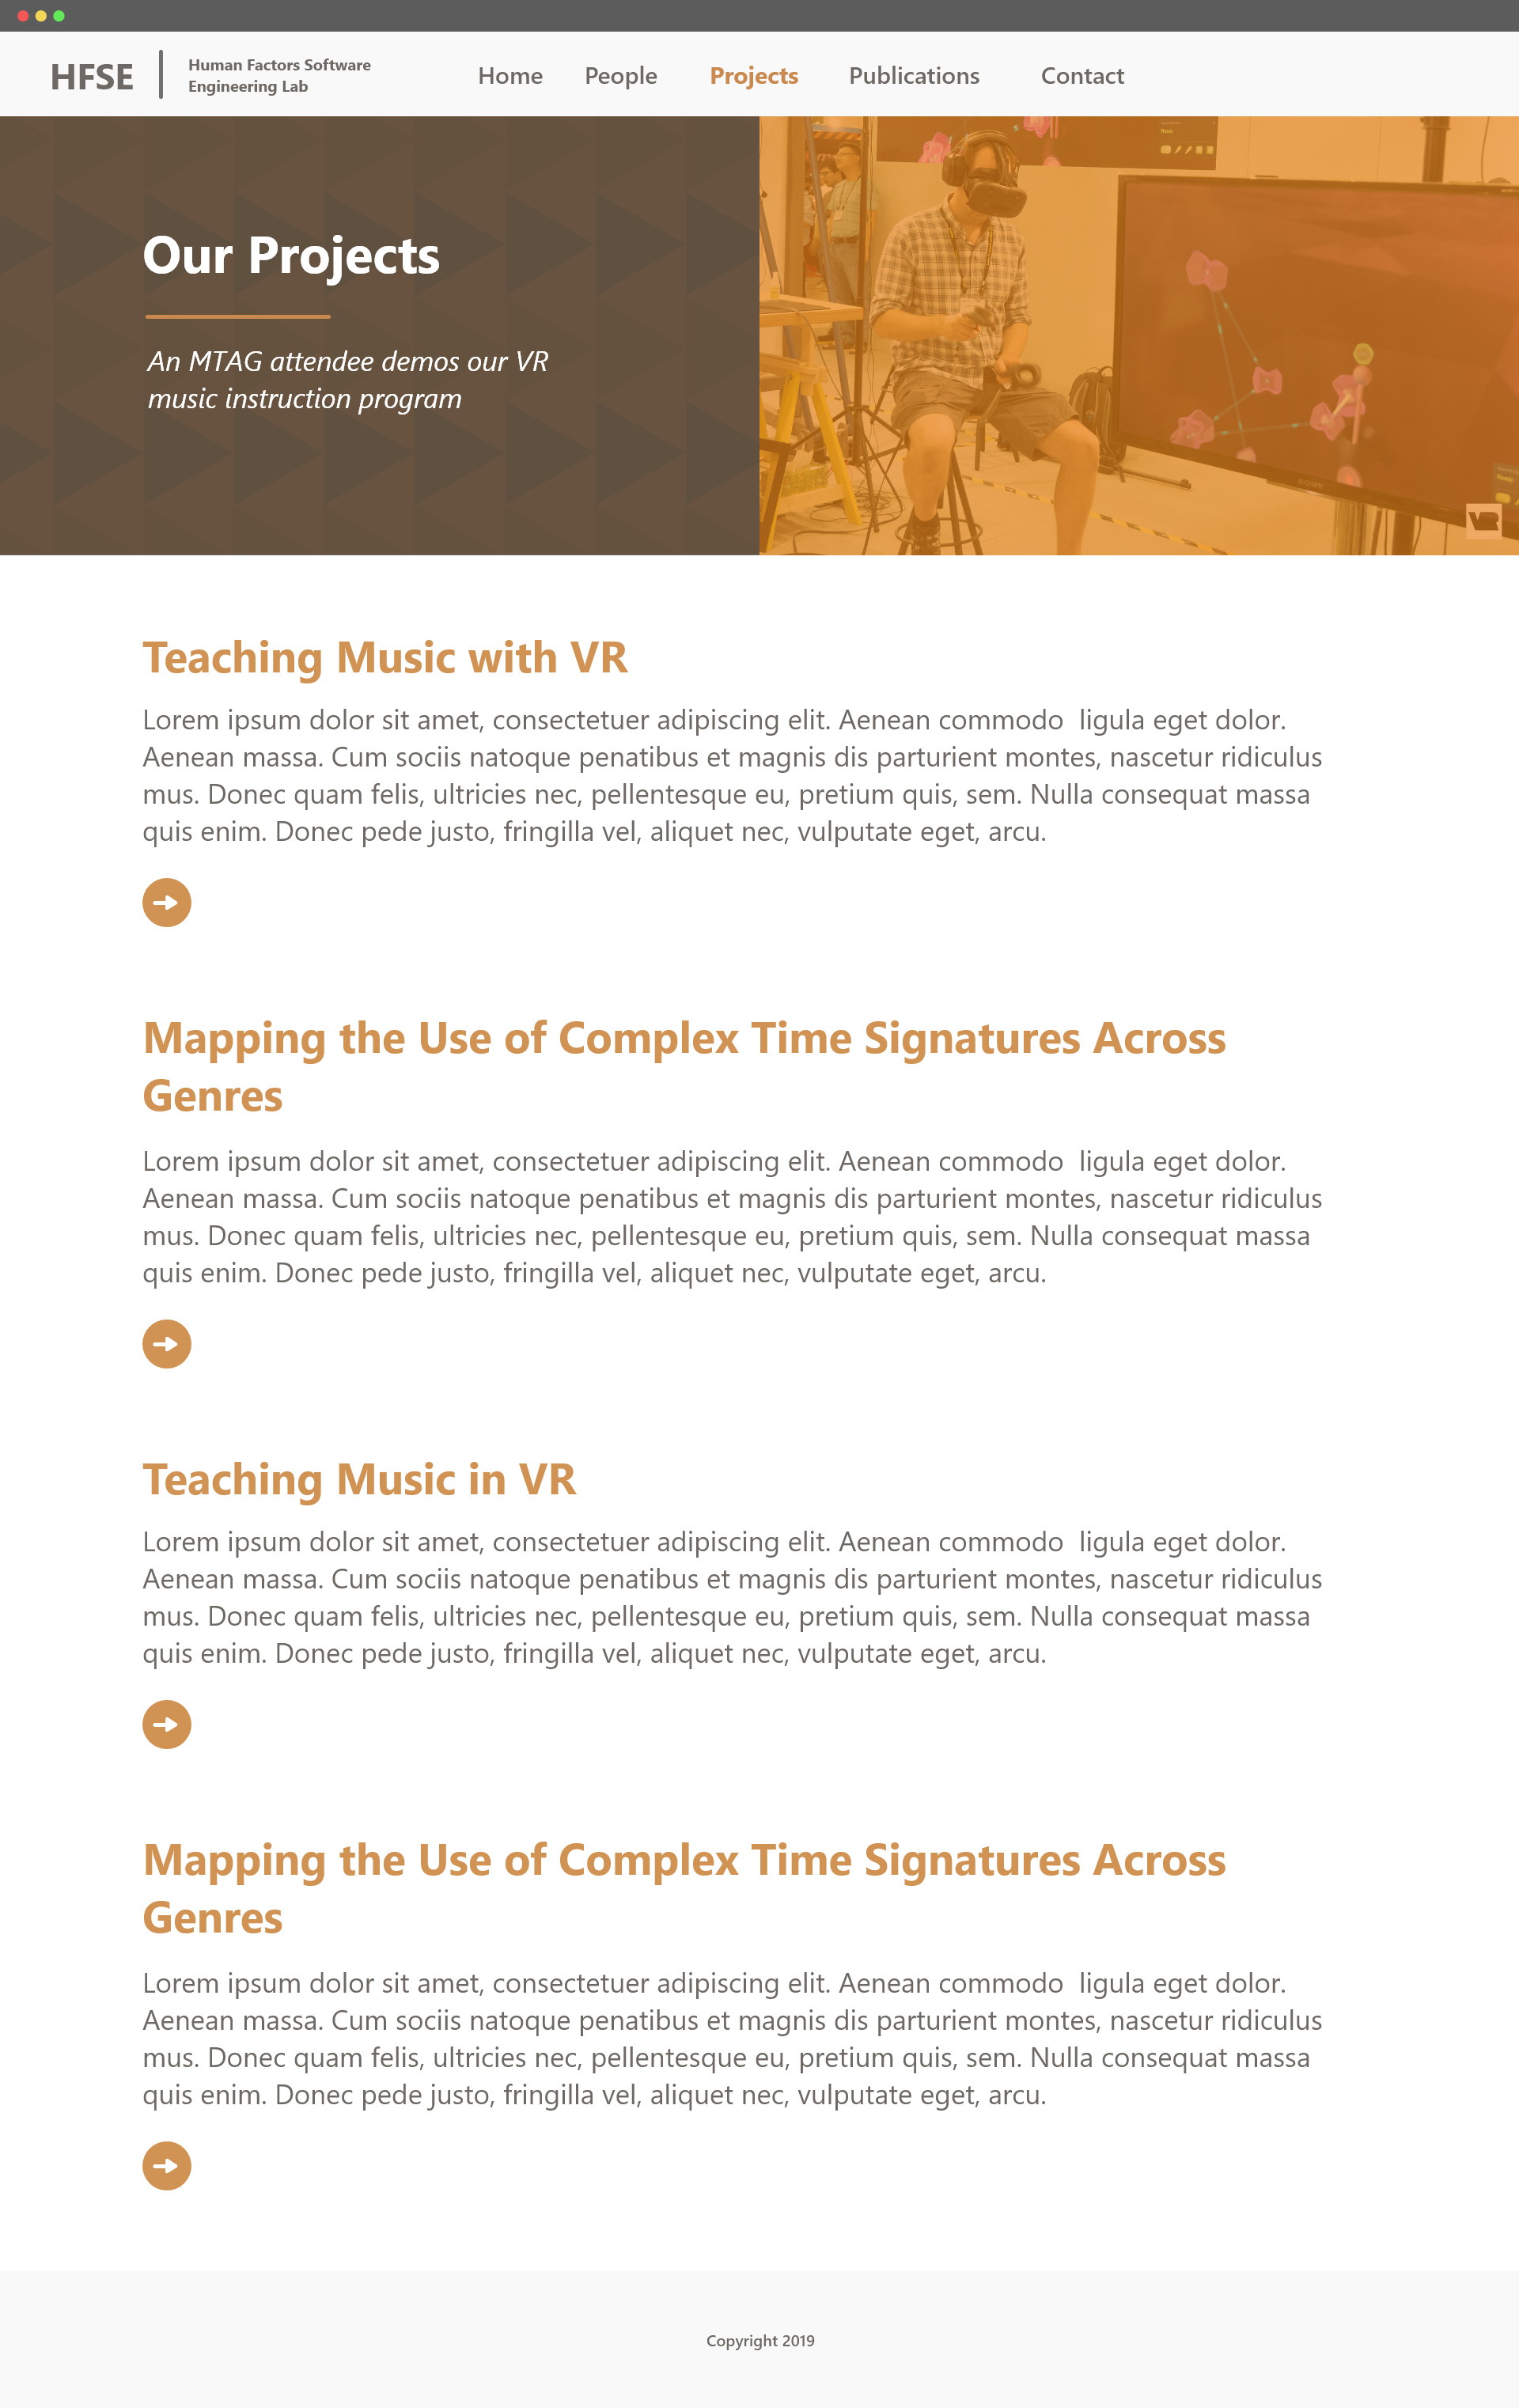 HFSE
Human Factors Software
Engineering Lab
Home People Projects Publications Contact
Our Projects
An MTAG attendee demos our VR
music instruction program
SONY
VR
Teaching Music with VR
Lorem ipsum dolor sit amet, consectetuer adipiscing elit. Aenean commodo  ligula eget dolor.
Aenean massa. Cum sociis natoque penatibus et magnis dis parturient montes, nascetur ridiculus
mus. Donec quam felis, ultricies nec, pellentesque eu, pretium quis, sem. Nulla consequat massa
quis enim. Donec pede justo, fringilla vel, aliquet nec, vulputate eget, arcu.
Mapping the Use of Complex Time Signatures Across
Genres
Lorem ipsum dolor sit amet, consectetuer adipiscing elit. Aenean commodo  ligula eget dolor.
Aenean massa. Cum sociis natoque penatibus et magnis dis parturient montes, nascetur ridiculus
mus. Donec quam felis, ultricies nec, pellentesque eu, pretium quis, sem. Nulla consequat massa
quis enim. Donec pede justo, fringilla vel, aliquet nec, vulputate eget, arcu.
Teaching Music in VR
Lorem ipsum dolor sit amet, consectetuer adipiscing elit. Aenean commodo  ligula eget dolor.
Aenean massa. Cum sociis natoque penatibus et magnis dis parturient montes, nascetur ridiculus
mus. Donec quam felis, ultricies nec, pellentesque eu, pretium quis, sem. Nulla consequat massa
quis enim. Donec pede justo, fringilla vel, aliquet nec, vulputate eget, arcu.
Mapping the Use of Complex Time Signatures Across
Genres
Lorem ipsum dolor sit amet, consectetuer adipiscing elit. Aenean commodo  ligula eget dolor.
Aenean massa. Cum sociis natoque penatibus et magnis dis parturient montes, nascetur ridiculus
mus. Donec quam felis, ultricies nec, pellentesque eu, pretium quis, sem. Nulla consequat massa
quis enim. Donec pede justo, fringilla vel, aliquet nec, vulputate eget, arcu.
Copyright 2019